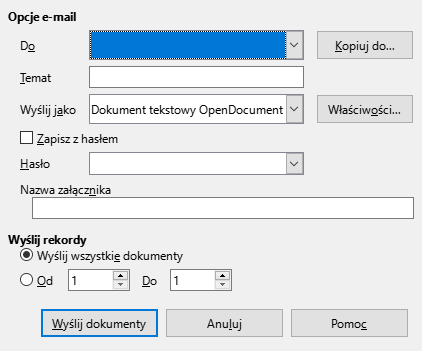 Opcje e-mail
Do
Kopiuj do...
Temat
Wyślij jako Dokument tekstowy OpenDocument Właściwości...
Zapisz z hasłem
Hasło
Nazwa załącznika
Wyślij rekordy
Wyślij wszystkie dokumenty
Od 1 Do 1
Wyślij dokumenty Anuluj Pomoc